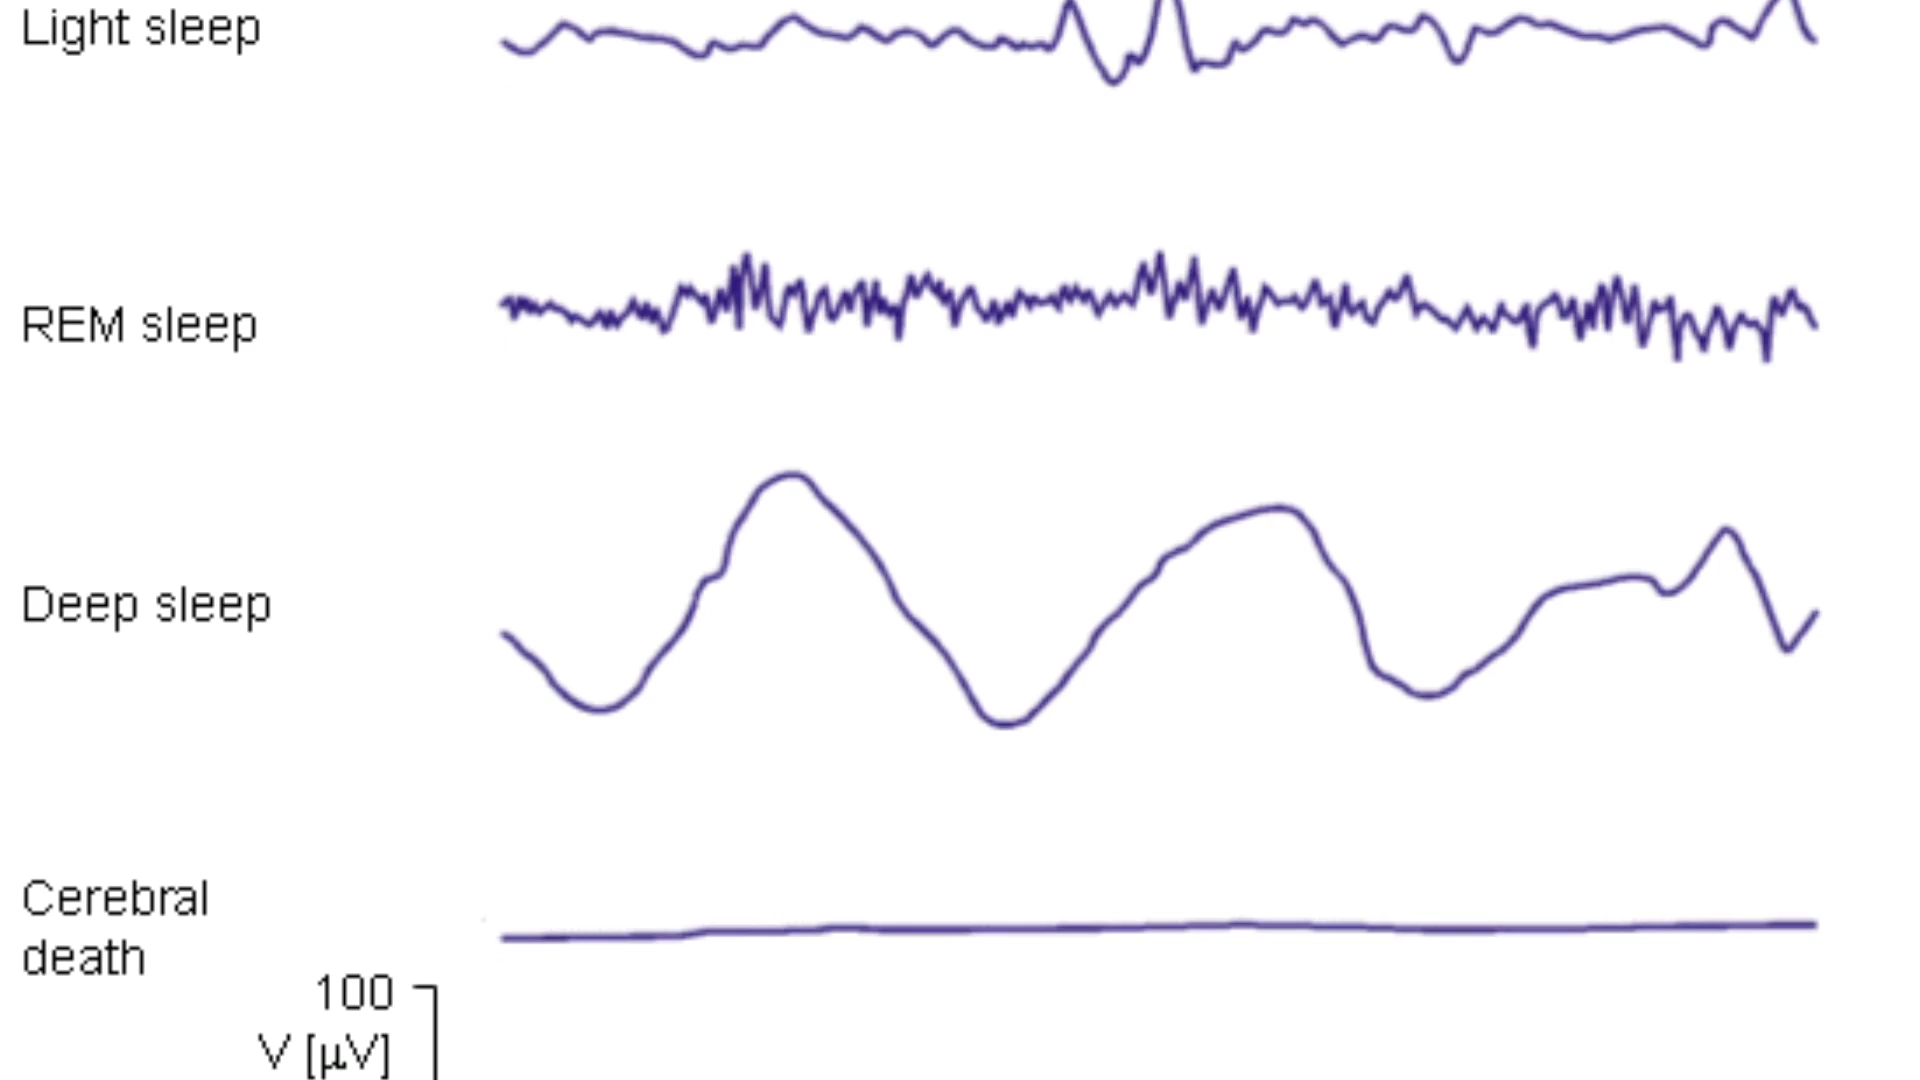 Light sleep
REM sleep
Deep sleep
Cerebral
death
100
V [μV]